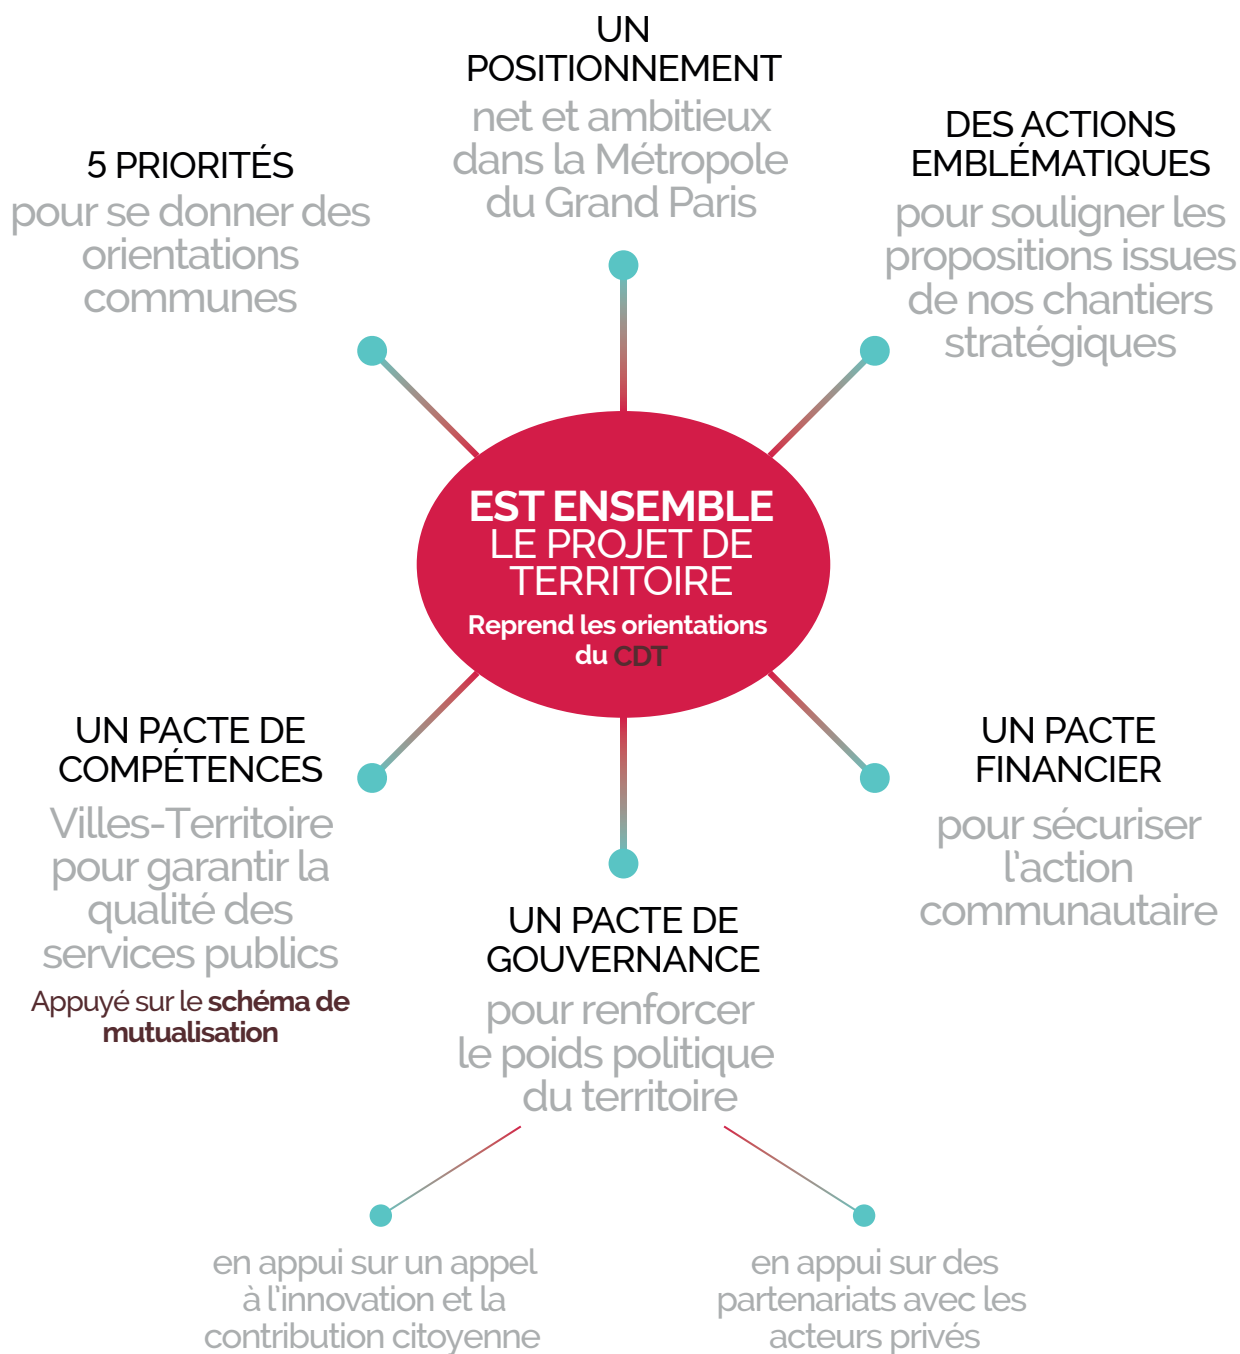 UN
POSITIONNEMENT
net et ambitieux
dans la Métropole
du Grand Paris
5 PRIORITÉS
pour se donner des
orientations
communes
DES ACTIONS
EMBLÉMATIQUES
pour souligner les
propositions issues
de nos chantiers
stratégiques
EST ENSEMBLE
LE PROJET DE
TERRITOIRE
Reprend les orientations
du CDT
UN PACTE DE
COMPÉTENCES
Villes-Territoire
pour garantir la
qualité des
services publics
Appuyé sur le schéma de
mutualisation
UN PACTE
FINANCIER
pour sécuriser
l'action
communautaire
UN PACTE DE
GOUVERNANCE
pour renforcer
le poids politique
du territoire
en appui sur un appel
à l'innovation et la
contribution citoyenne
en appui sur des
partenariats avec les
acteurs privés